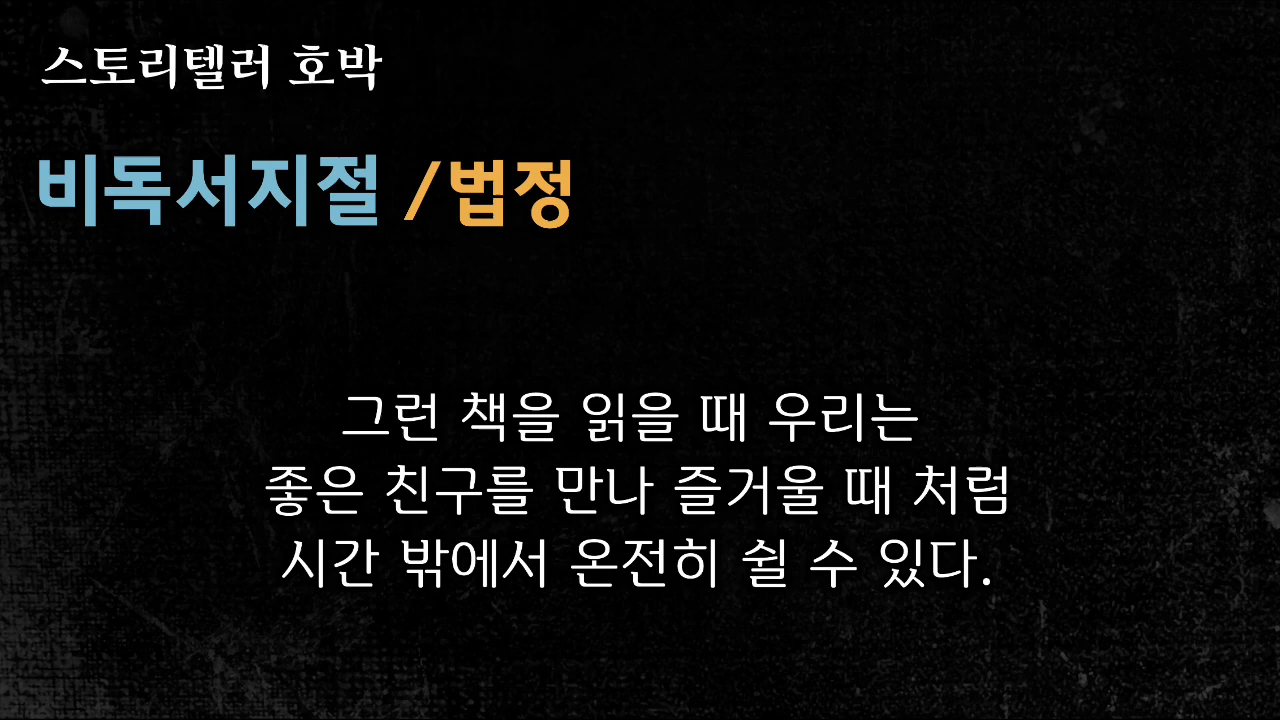 스토리텔러 호박
비독서지절 /법정
그런 책을 읽을 때 우리는
좋은 친구를 만나 즐거울 때 처럼
시간 밖에서 온전히 쉴 수 있다.